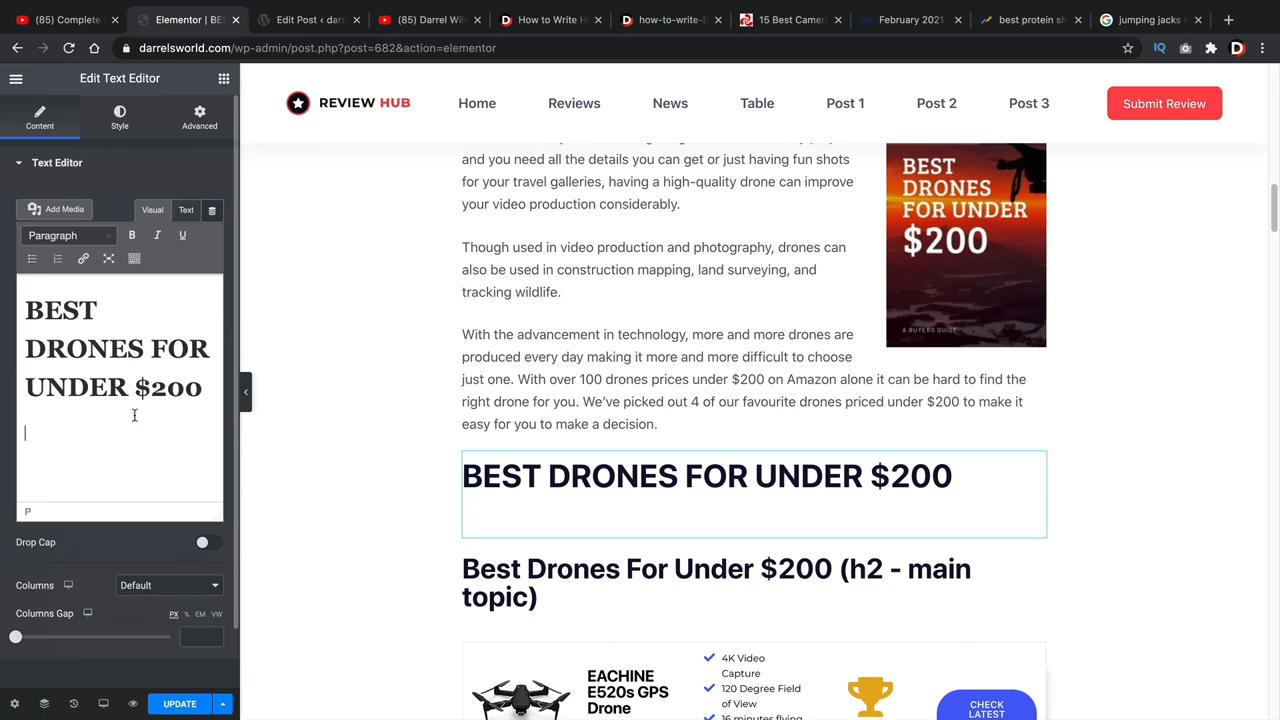 (85) Complete
Elementor | BES
Edit Post ‹ darr
(85) Darrel Wils
How to Write H
how-to-write-b
15 Best Camera
February 2021
best protein sh
jumping jacks m
darrelsworld.com/wp-admin/post.php?post=682&action=elementor
Edit Text Editor
Content
Style
Advanced
Text Editor
Add Media
Visual
Text
Paragraph
B I U
BEST
DRONES FOR
UNDER $200
P
Drop Cap
Columns
Default
Columns Gap
PX % EM VW
UPDATE
REVIEW HUB
Home
Reviews
News
Table
Post 1
Post 2
Post 3
Submit Review
and you need all the details you can get or just having fun shots
for your travel galleries, having a high-quality drone can improve
your video production considerably.
Though used in video production and photography, drones can
also be used in construction mapping, land surveying, and
tracking wildlife.
With the advancement in technology, more and more drones are
produced every day making it more and more difficult to choose
just one. With over 100 drones prices under $200 on Amazon alone it can be hard to find the
right drone for you. We've picked out 4 of our favourite drones priced under $200 to make it
easy for you to make a decision.
BEST
DRONES
FOR UNDER
$200
A BUYERS GUIDE
BEST DRONES FOR UNDER $200
Best Drones For Under $200 (h2 - main
topic)
EACHINE
E520s GPS
Drone
4K Video
Capture
120 Degree Field
of View
16 minutes flying
CHECK
LATEST